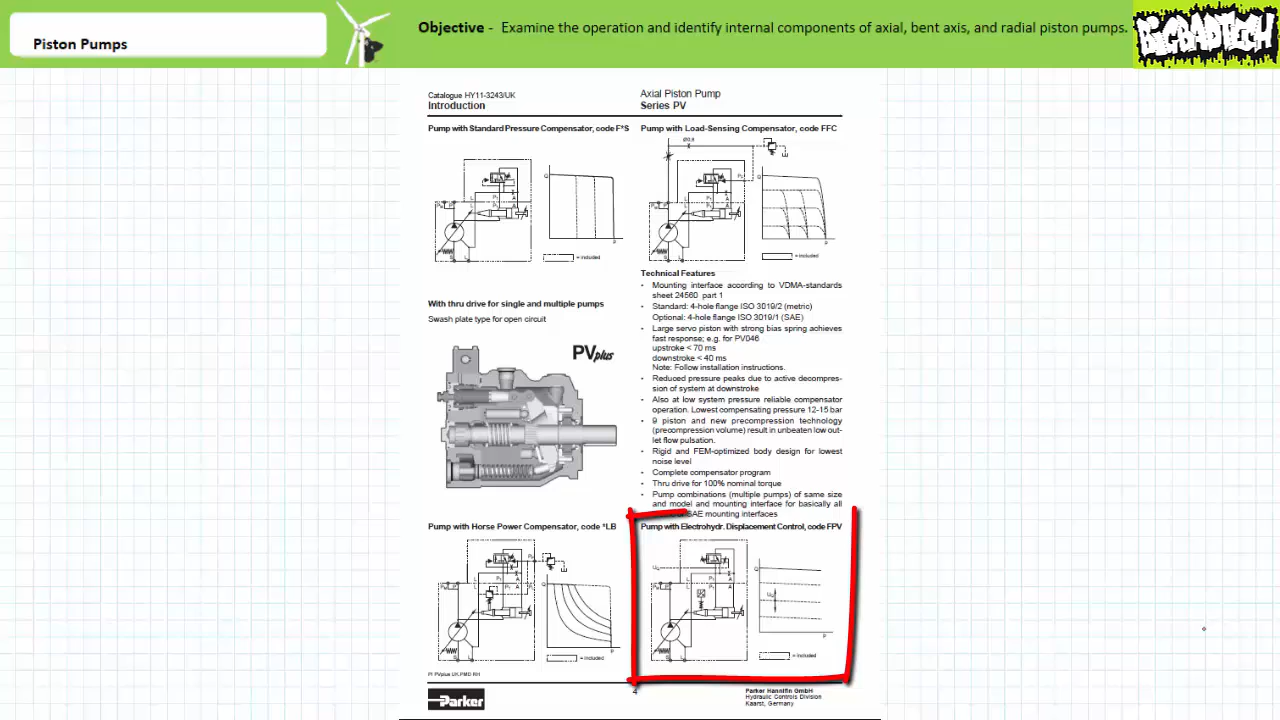 Piston Pumps
Objective - Examine the operation and identify internal components of axial, bent axis, and radial piston pumps.
BIGBADTECH
Catalogue HY11-3243/UK
Introduction
Axial Piston Pump
Series PV
Pump with Standard Pressure Compensator, code F*S
= included
With thru drive for single and multiple pumps
Swash plate type for open circuit
PVplus
Pump with Load-Sensing Compensator, code FFC
= included
Technical Features
• Mounting interface according to VDMA-standards
sheet 24560 part 1
• Standard: 4-hole flange ISO 3019/2 (metric)
Optional: 4-hole flange ISO 3019/1 (SAE)
• Large servo piston with strong bias spring achieves
fast response; e.g. for PV046
upstroke < 70 ms
downstroke < 40 ms
Note: Follow installation instructions.
• Reduced pressure peaks due to active decompres-
sion of system at downstroke
• Also at low system pressure reliable compensator
operation. Lowest compensating pressure 12-15 bar
• 9 piston and new precompression technology
(precompression volume) result in unbeaten low out-
let flow pulsation.
• Rigid and FEM-optimized body design for lowest
noise level
• Complete compensator program
• Thru drive for 100% nominal torque
• Pump combinations (multiple pumps) of same size
and model and mounting interface for basically all
SAE mounting interfaces
Pump with Horse Power Compensator, code *LB
= included
Pump with Electrohydr. Displacement Control, code FPV
= included
PI PVplus UK.PMD RH
Parker
4
Parker Hannifin GmbH
Hydraulic Controls Division
Kaarst, Germany